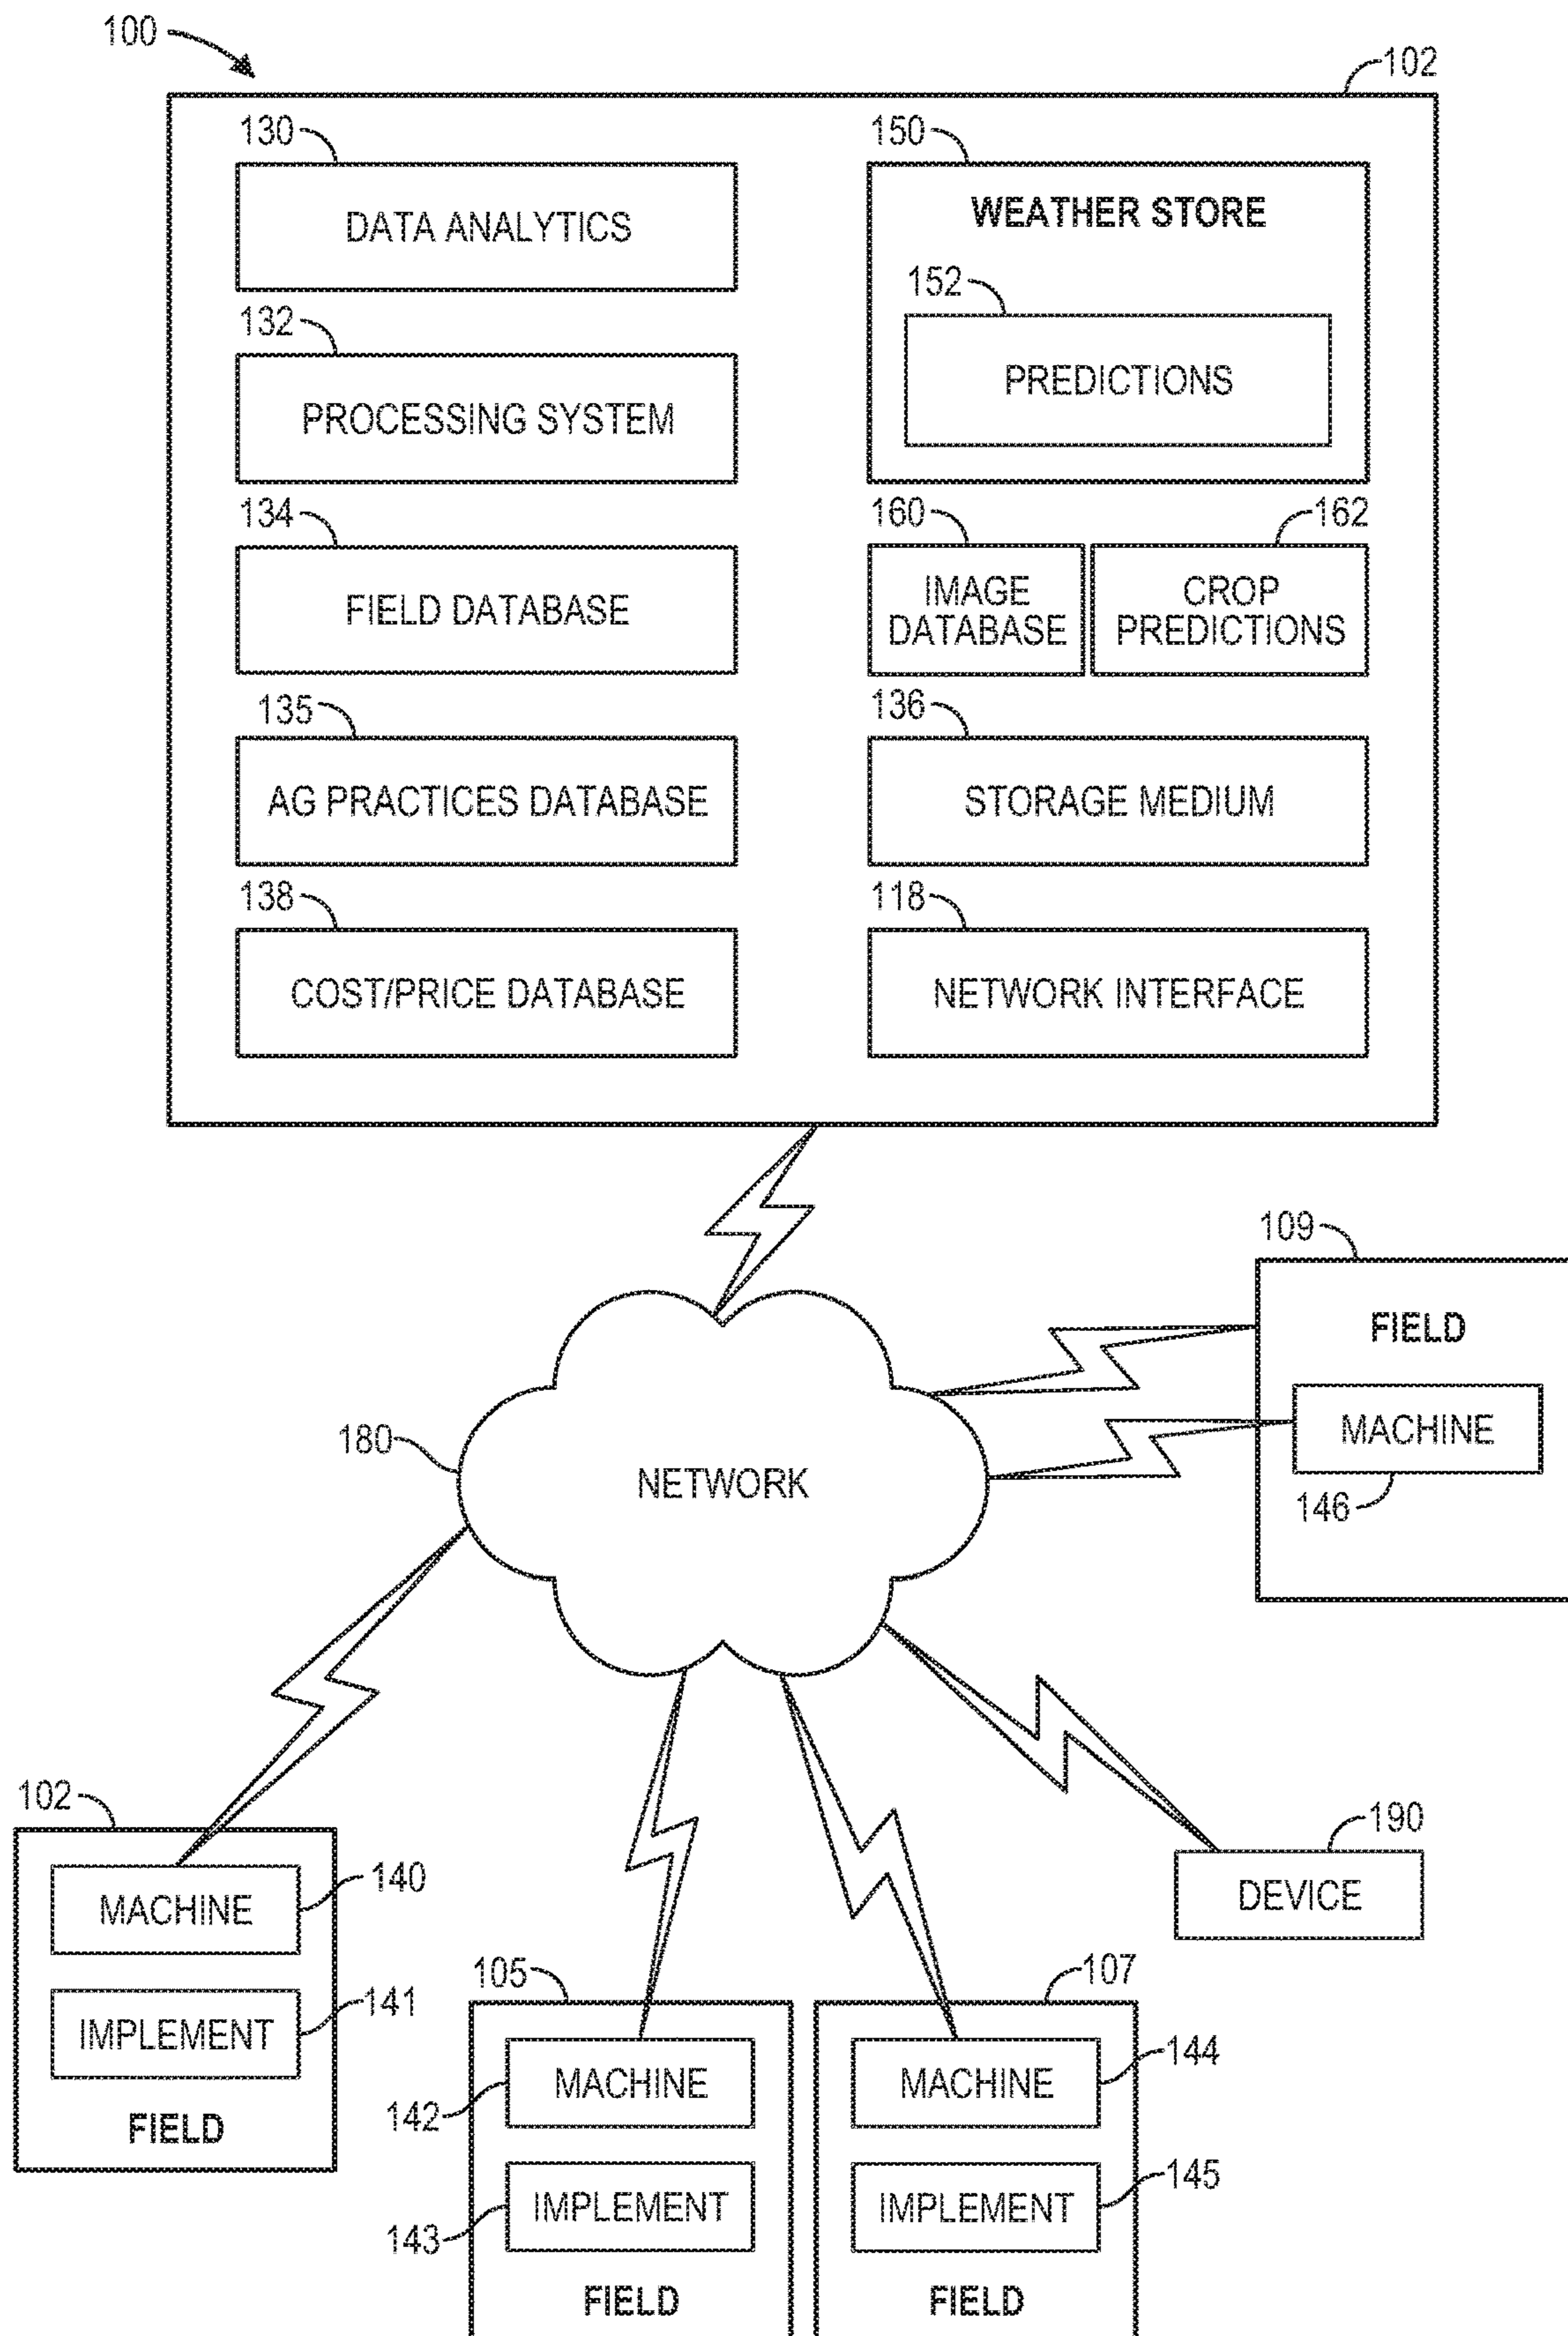 100
102
130
DATA ANALYTICS
132
PROCESSING SYSTEM
134
FIELD DATABASE
135
AG PRACTICES DATABASE
138
COST/PRICE DATABASE
150
WEATHER STORE
152
PREDICTIONS
160
IMAGE
DATABASE
162
CROP
PREDICTIONS
136
STORAGE MEDIUM
118
NETWORK INTERFACE
109
FIELD
MACHINE
146
180
NETWORK
102
MACHINE
140
IMPLEMENT
141
FIELD
190
DEVICE
105
MACHINE
142
IMPLEMENT
143
FIELD
107
MACHINE
144
IMPLEMENT
145
FIELD